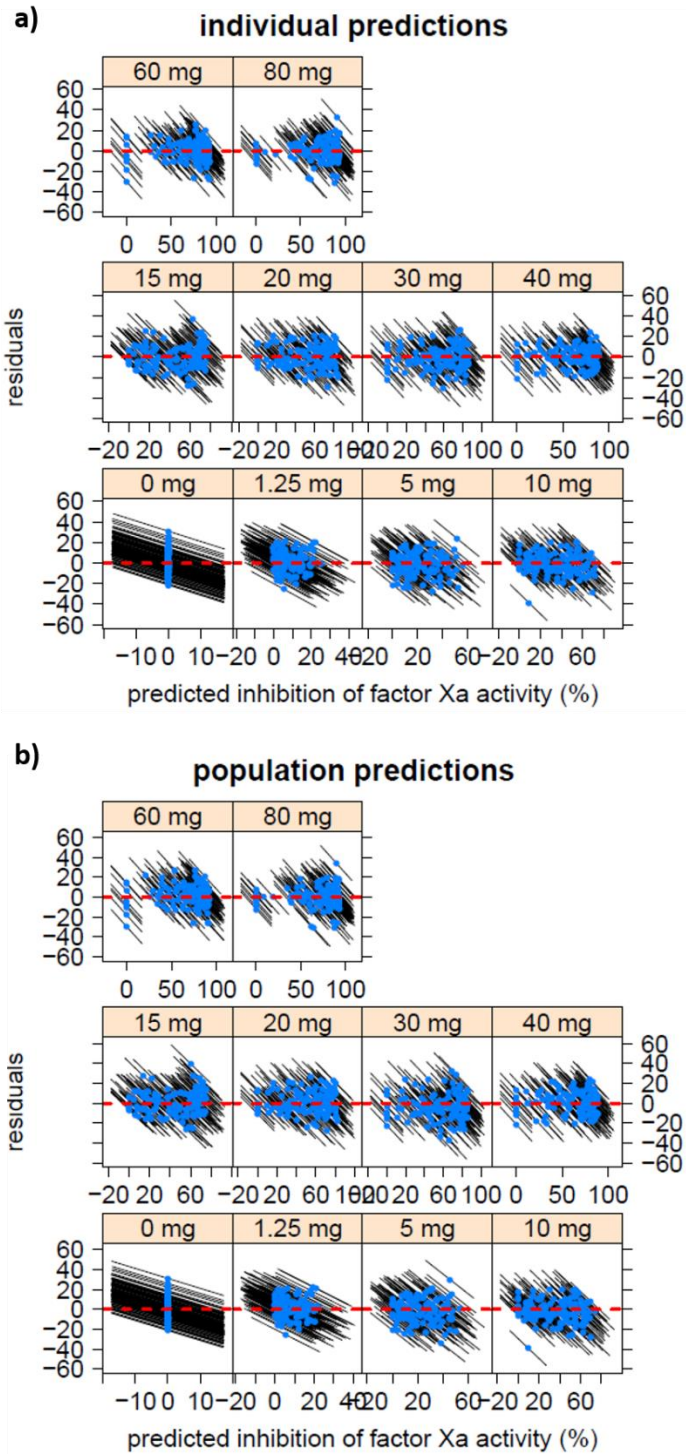 a)
individual predictions
60 mg 80 mg
60
40
20
0
−20
−40
−60
0 50 100 0 50 100
15 mg 20 mg 30 mg 40 mg
60
40
20
0
−20
−40
−60
residuals
−20 20 60 −20 20 60 100 −20 20 60 100 0 50 100
0 mg 1.25 mg 5 mg 10 mg
60
40
20
0
−20
−40
−60
−10 0 10 −20 0 20 40 −20 20 60 −20 20 60
predicted inhibition of factor Xa activity (%)
b)
population predictions
60 mg 80 mg
60
40
20
0
−20
−40
−60
0 50 100 0 50 100
15 mg 20 mg 30 mg 40 mg
60
40
20
0
−20
−40
−60
residuals
−20 20 60 −20 20 60 100 −20 20 60 100 0 50 100
0 mg 1.25 mg 5 mg 10 mg
60
40
20
0
−20
−40
−60
−10 0 10 −20 0 20 40 −20 20 60 0 20 40 60 80
predicted inhibition of factor Xa activity (%)